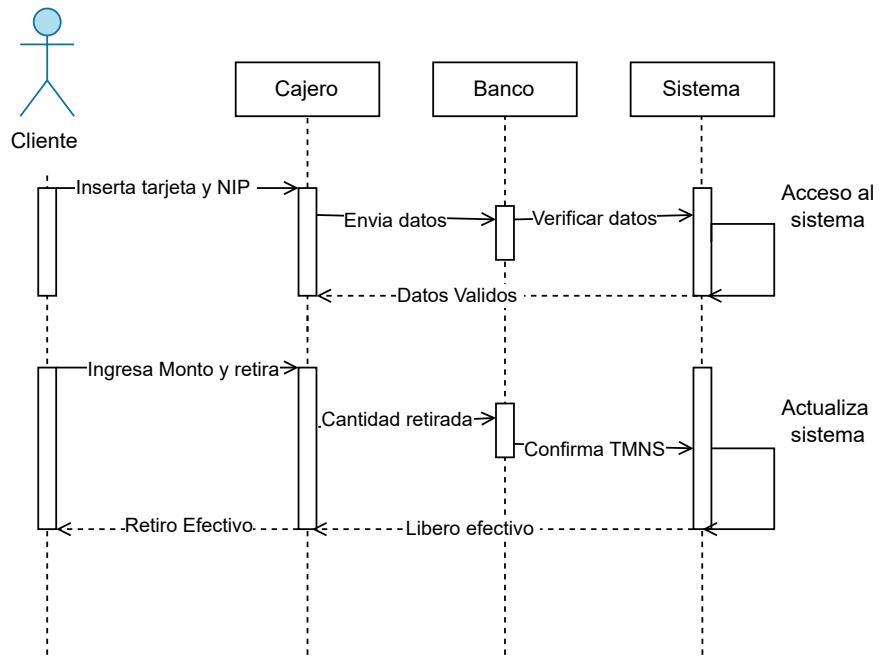 Cliente
Cajero
Banco
Sistema
Inserta tarjeta y NIP
Envia datos
Verificar datos
Acceso al
sistema
Datos Validos
Ingresa Monto y retira
Cantidad retirada
Confirma TMNS
Actualiza
sistema
Retiro Efectivo
Libero efectivo